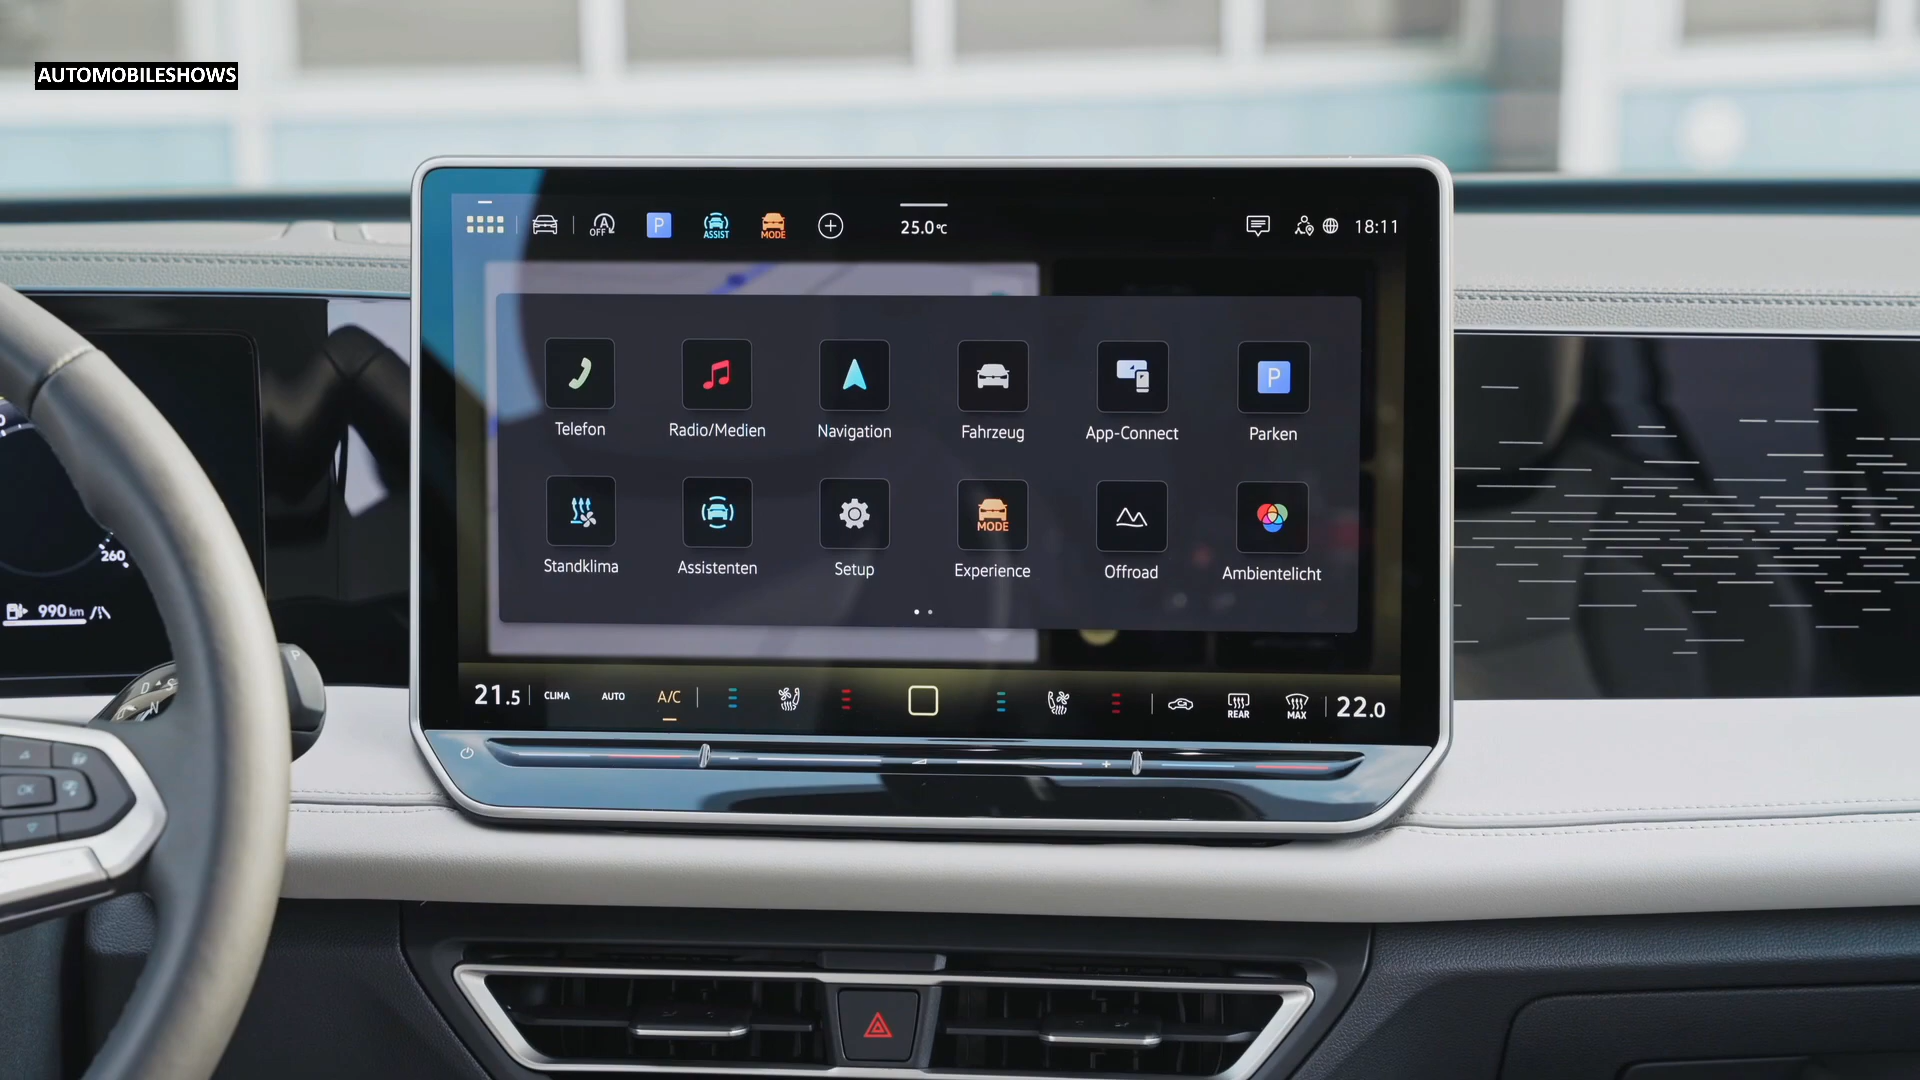 AUTOMOBILESHOWS
A
OFF
P
ASSIST
MODE
25.0°C
18:11
Telefon
Radio/Medien
Navigation
Fahrzeug
App-Connect
P
Parken
Standklima
Assistenten
Setup
MODE
Experience
Offroad
Ambientelicht
260
990 km
21.5
CLIMA
AUTO
A/C
REAR
MAX
22.0
P
D
S
N
OK